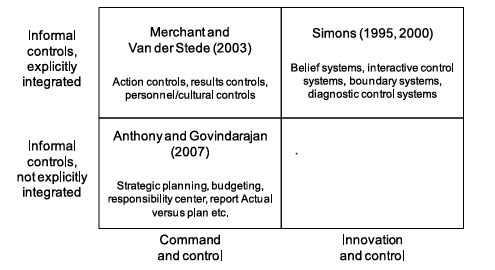 Informal
controls,
explicitly
integrated
Merchant and
Van der Stede (2003)
Action controls, results controls,
personnel/cultural controls
Simons (1995, 2000)
Belief systems, interactive control
systems, boundary systems,
diagnostic control systems
Informal
controls,
not explicitly
integrated
Anthony and Govindarajan
(2007)
Strategic planning, budgeting,
responsibility center, report Actual
versus plan etc.
Command
and control
Innovation
and control